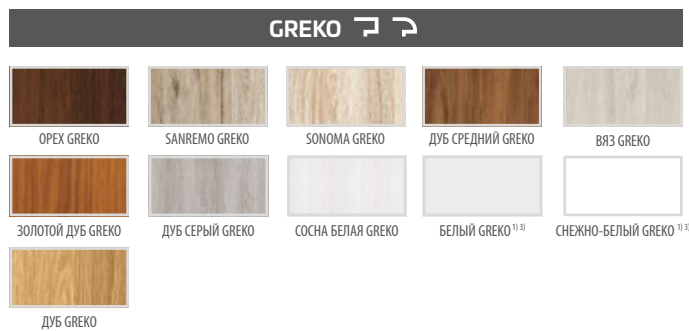 GREKO
ОРЕХ GREKO
SANREMO GREKO
SONOMA GREKO
ДУБ СРЕДНИЙ GREKO
ВЯЗ GREKO
ЗОЛОТОЙ ДУБ GREKO
ДУБ СЕРЫЙ GREKO
СОСНА БЕЛАЯ GREKO
БЕЛЫЙ GREKO 1) 3)
СНЕЖНО-БЕЛЫЙ GREKO 1) 3)
ДУБ GREKO